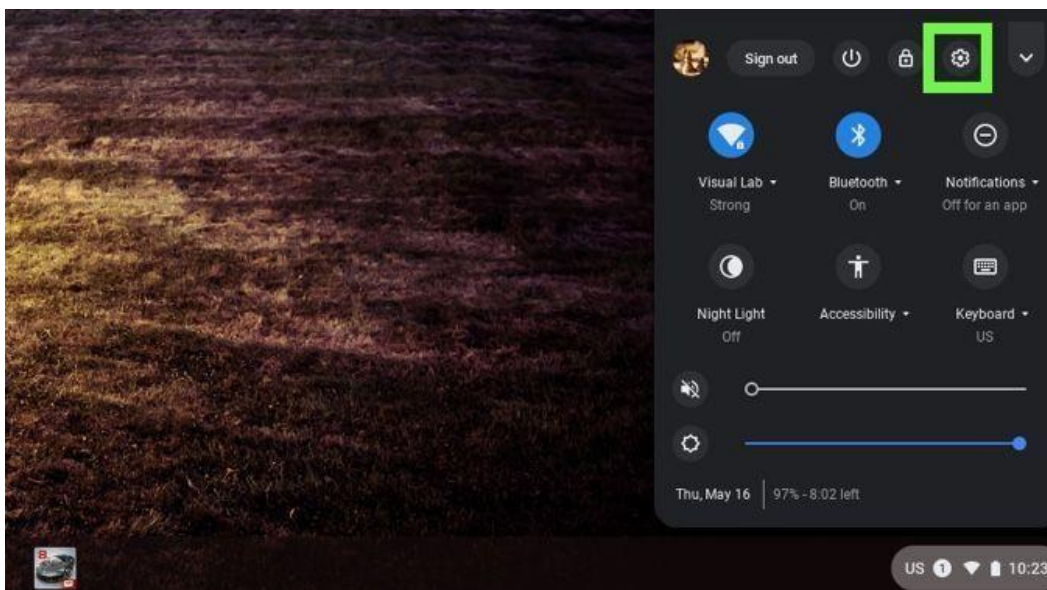 Sign out
Visual Lab
Strong
Bluetooth
On
Notifications
Off for an app
Night Light
Off
Accessibility
Keyboard
US
Thu, May 16 97% - 8:02 left
8
US 1 10:23